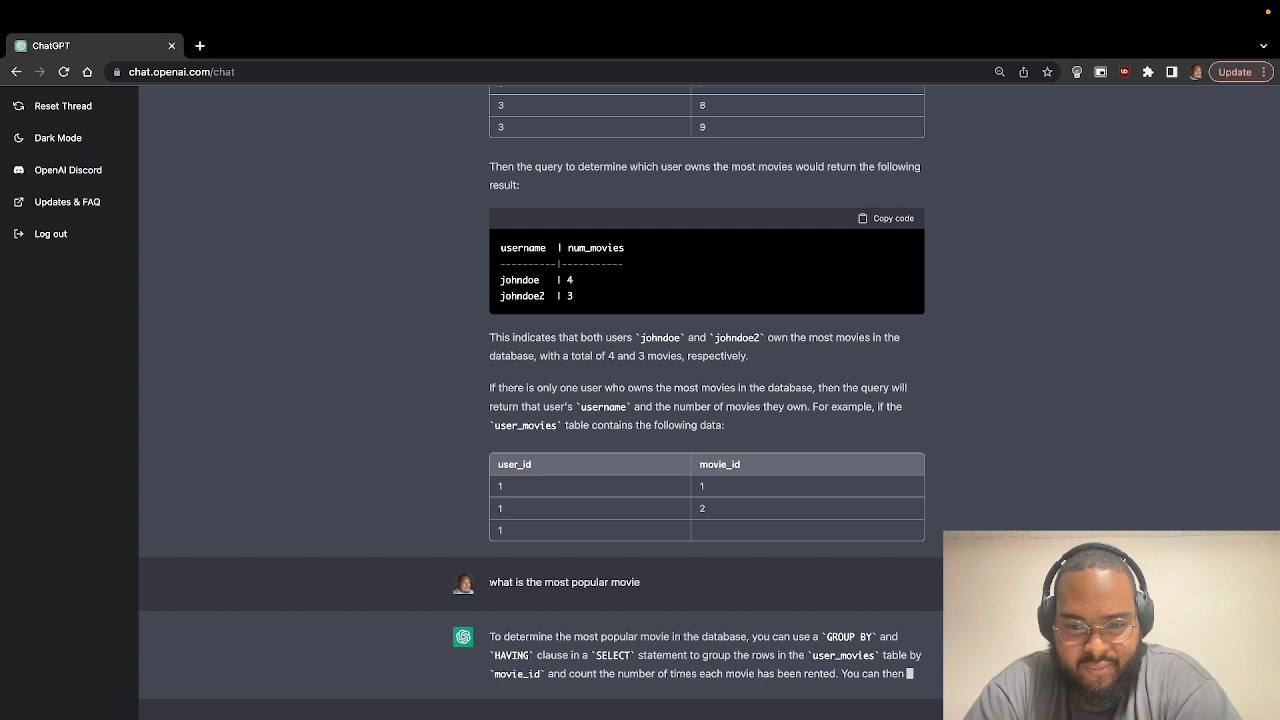 ChatGPT
chat.openai.com/chat
Update
Reset Thread
Dark Mode
OpenAI Discord
Updates & FAQ
Log out
3 8
3 9
Then the query to determine which user owns the most movies would return the following
result:
Copy code
username | num_movies
----------|-----------
johndoe | 4
johndoe2 | 3
This indicates that both users `johndoe` and `johndoe2` own the most movies in the
database, with a total of 4 and 3 movies, respectively.
If there is only one user who owns the most movies in the database, then the query will
return that user's `username` and the number of movies they own. For example, if the
`user_movies` table contains the following data:
user_id movie_id
1 1
1 2
1
what is the most popular movie
To determine the most popular movie in the database, you can use a `GROUP BY` and
`HAVING` clause in a `SELECT` statement to group the rows in the `user_movies` table by
`movie_id` and count the number of times each movie has been rented. You can then